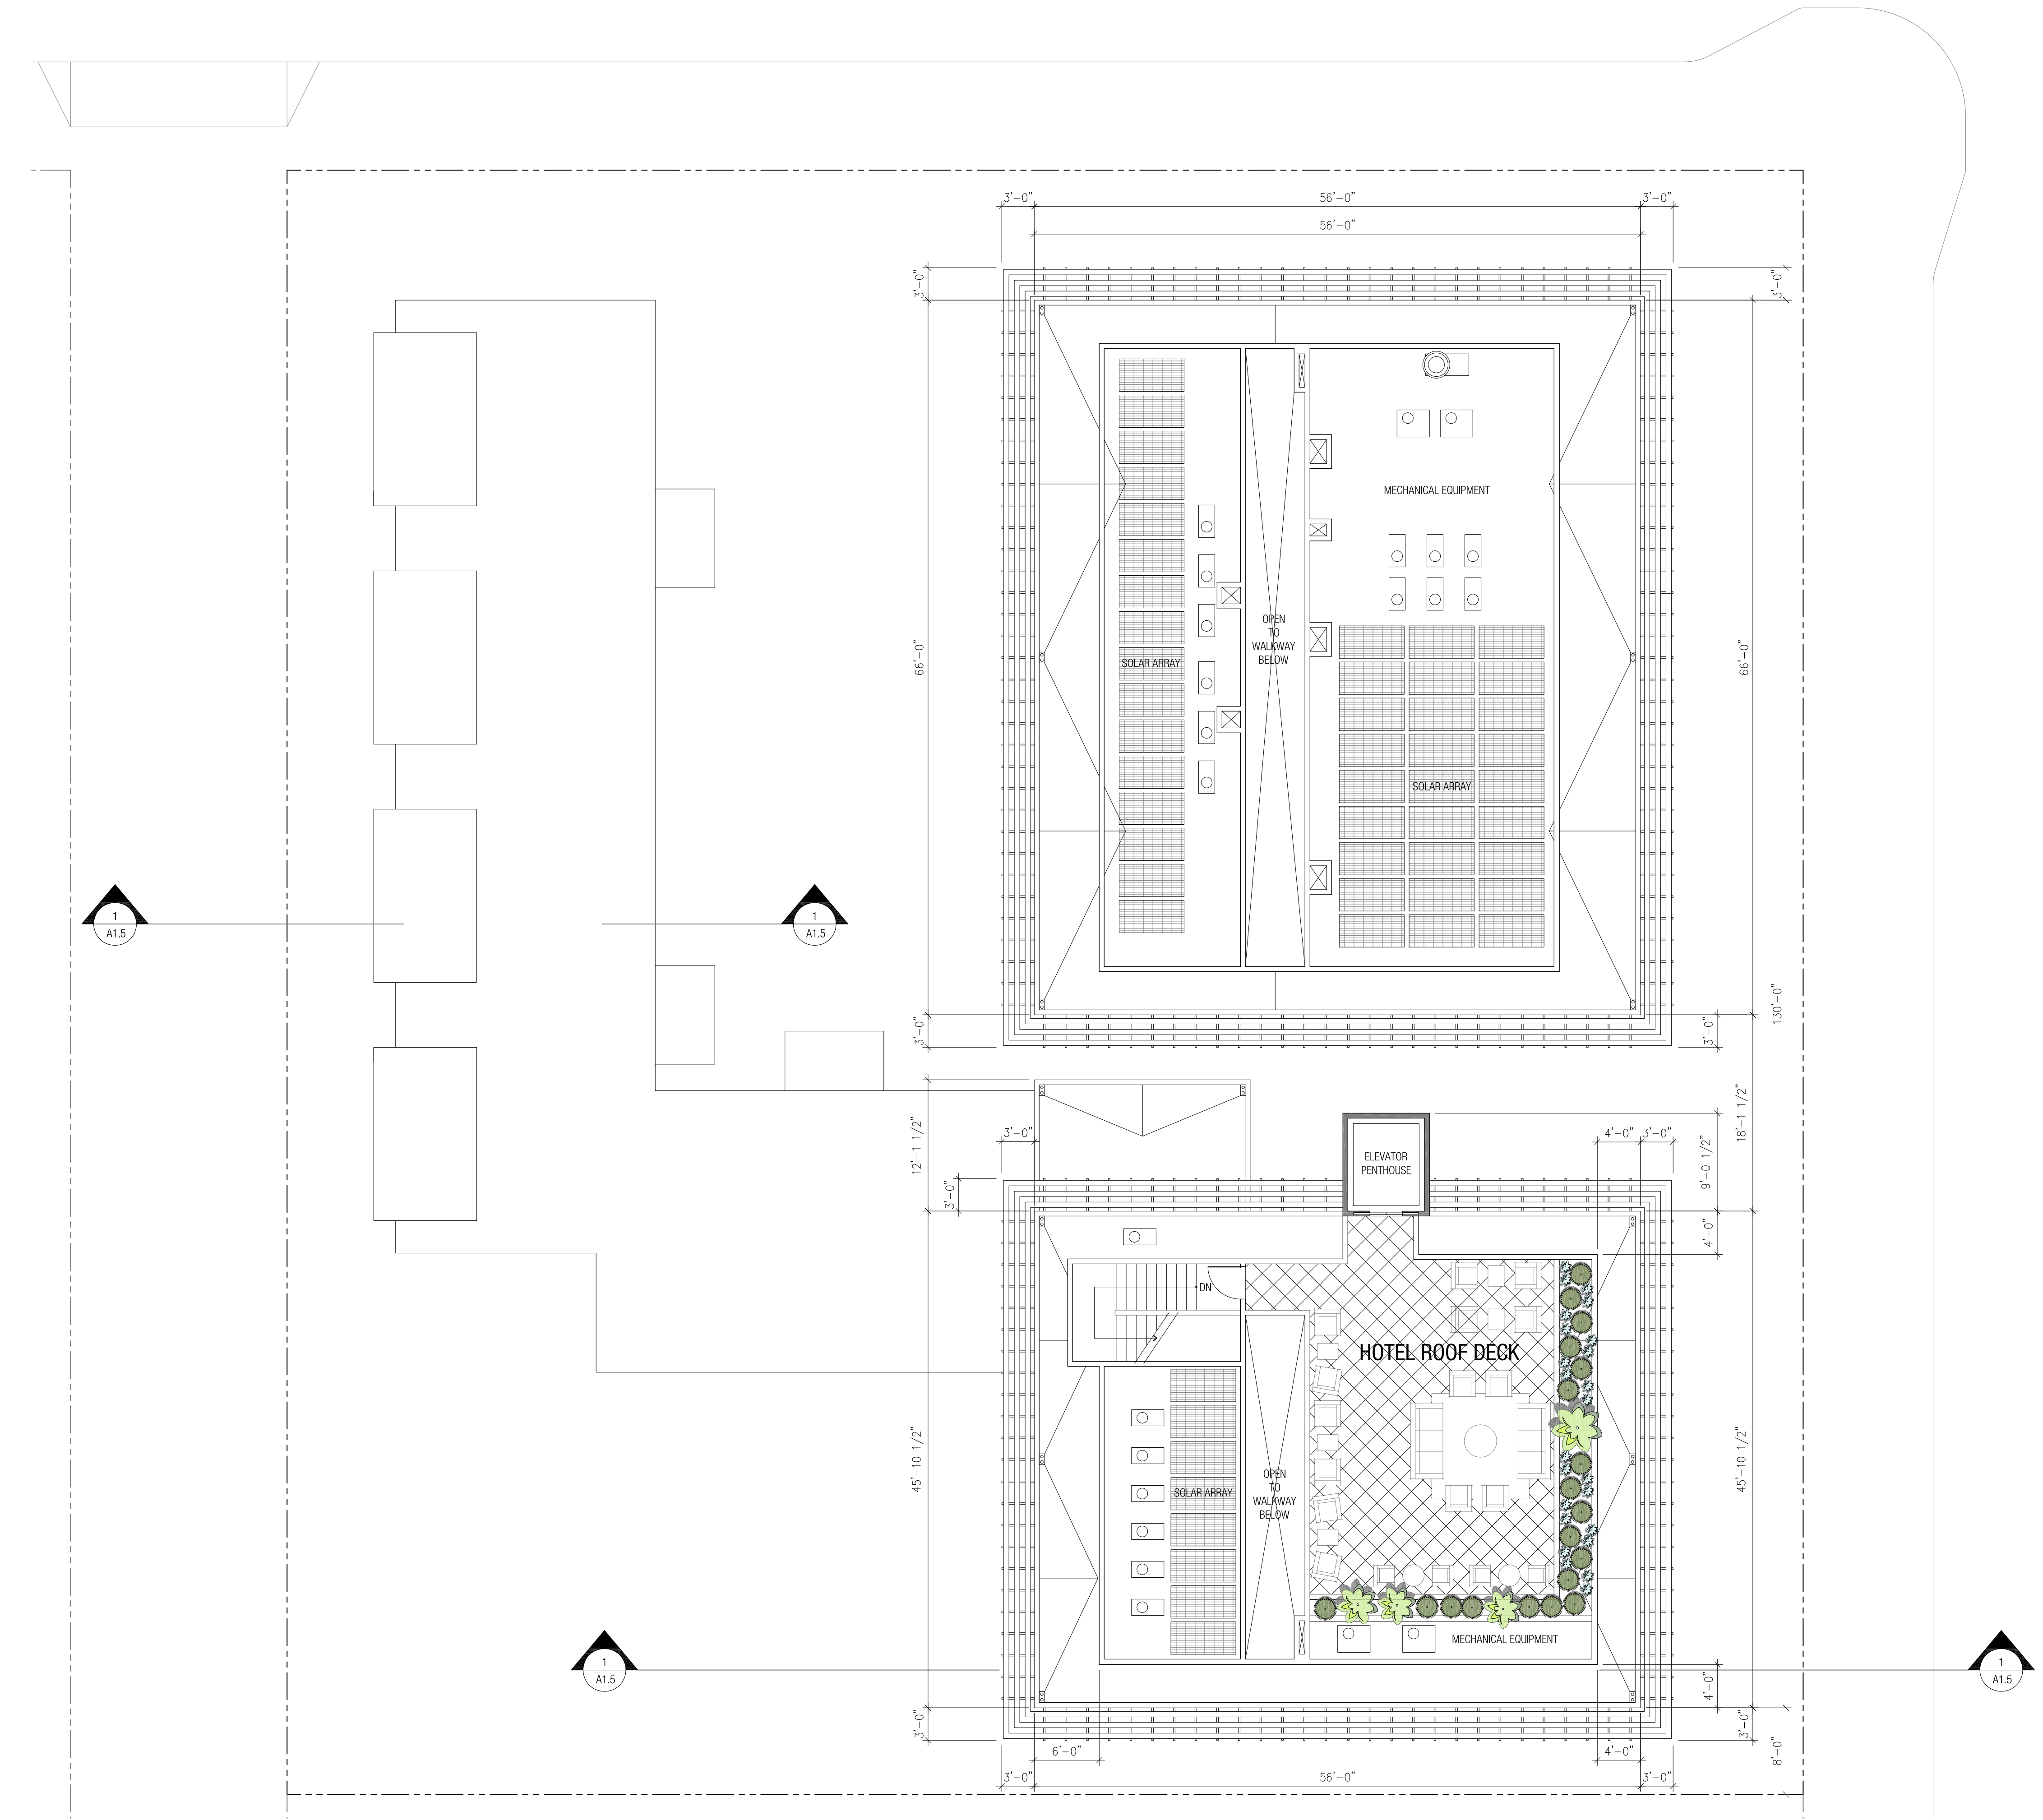 3'-0"
56'-0"
3'-0"
56'-0"
3'-0"
3'-0"
MECHANICAL EQUIPMENT
OPEN
TO
WALKWAY
BELOW
SOLAR ARRAY
66'-0"
66'-0"
SOLAR ARRAY
1
A1.5
1
A1.5
130'-0"
3'-0"
3'-0"
12'-1 1/2"
3'-0"
4'-0"
3'-0"
18'-1 1/2"
ELEVATOR
PENTHOUSE
9'-0 1/2"
3'-0"
4'-0"
DN
HOTEL ROOF DECK
45'-10 1/2"
45'-10 1/2"
SOLAR ARRAY
OPEN
TO
WALKWAY
BELOW
MECHANICAL EQUIPMENT
1
A1.5
1
A1.5
4'-0"
3'-0"
3'-0"
6'-0"
4'-0"
8'-0"
3'-0"
56'-0"
3'-0"